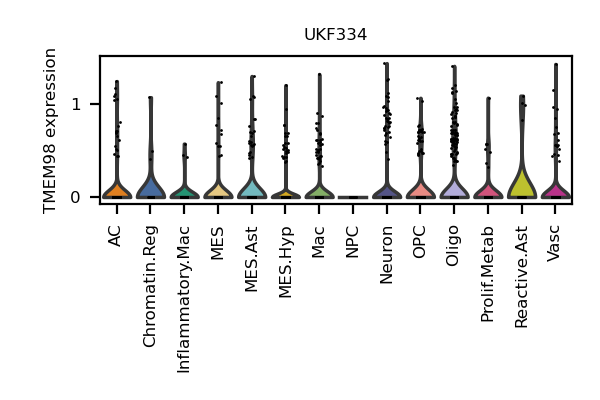 UKF334
TMEM98 expression
1
0
AC
Chromatin.Reg
Inflammatory.Mac
MES
MES.Ast
MES.Hyp
Mac
NPC
Neuron
OPC
Oligo
Prolif.Metab
Reactive.Ast
Vasc